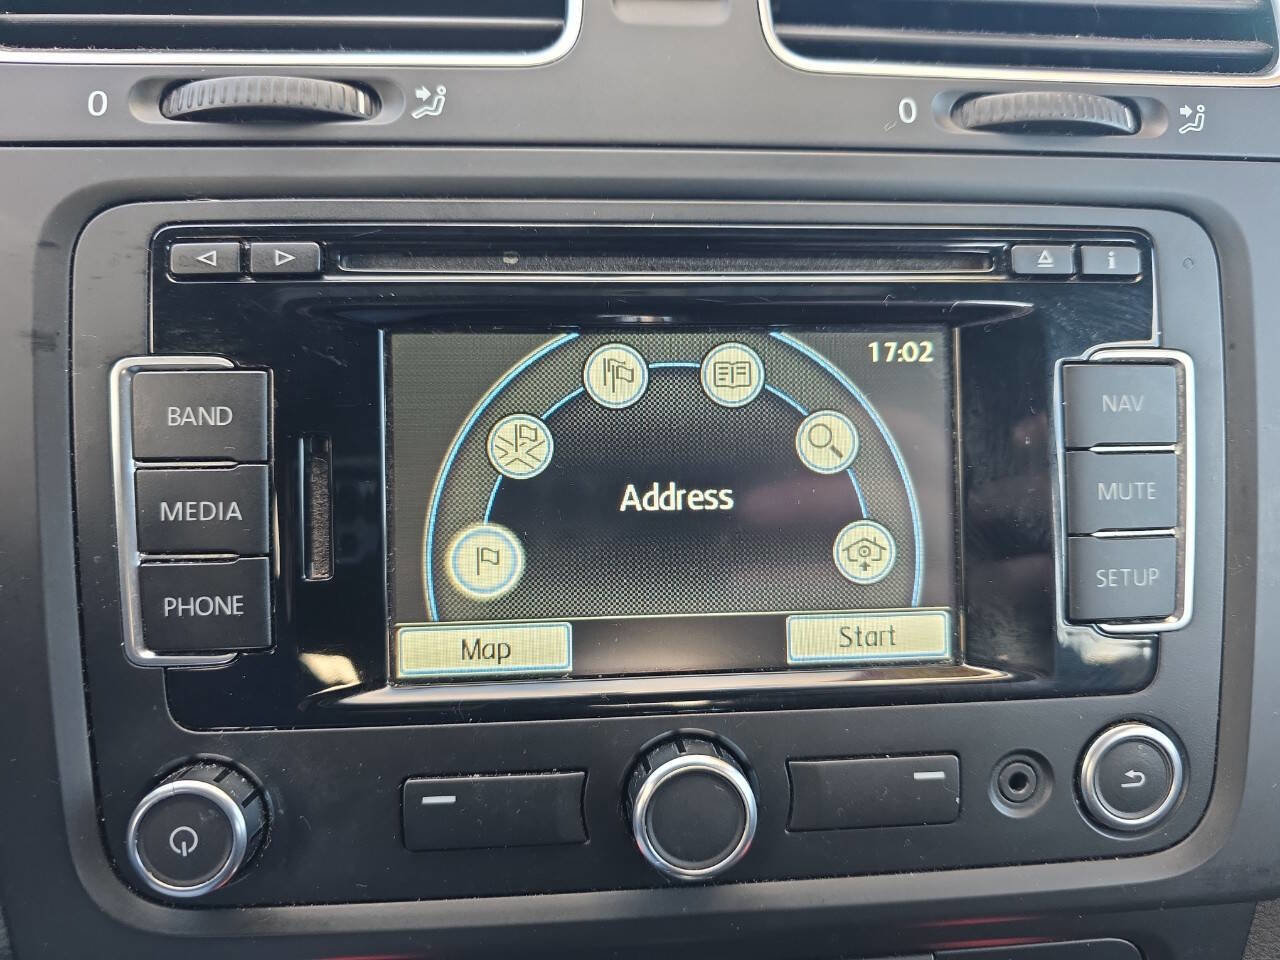 0
0
i
17:02
BAND
NAV
MEDIA
Address
MUTE
PHONE
SETUP
Map
Start